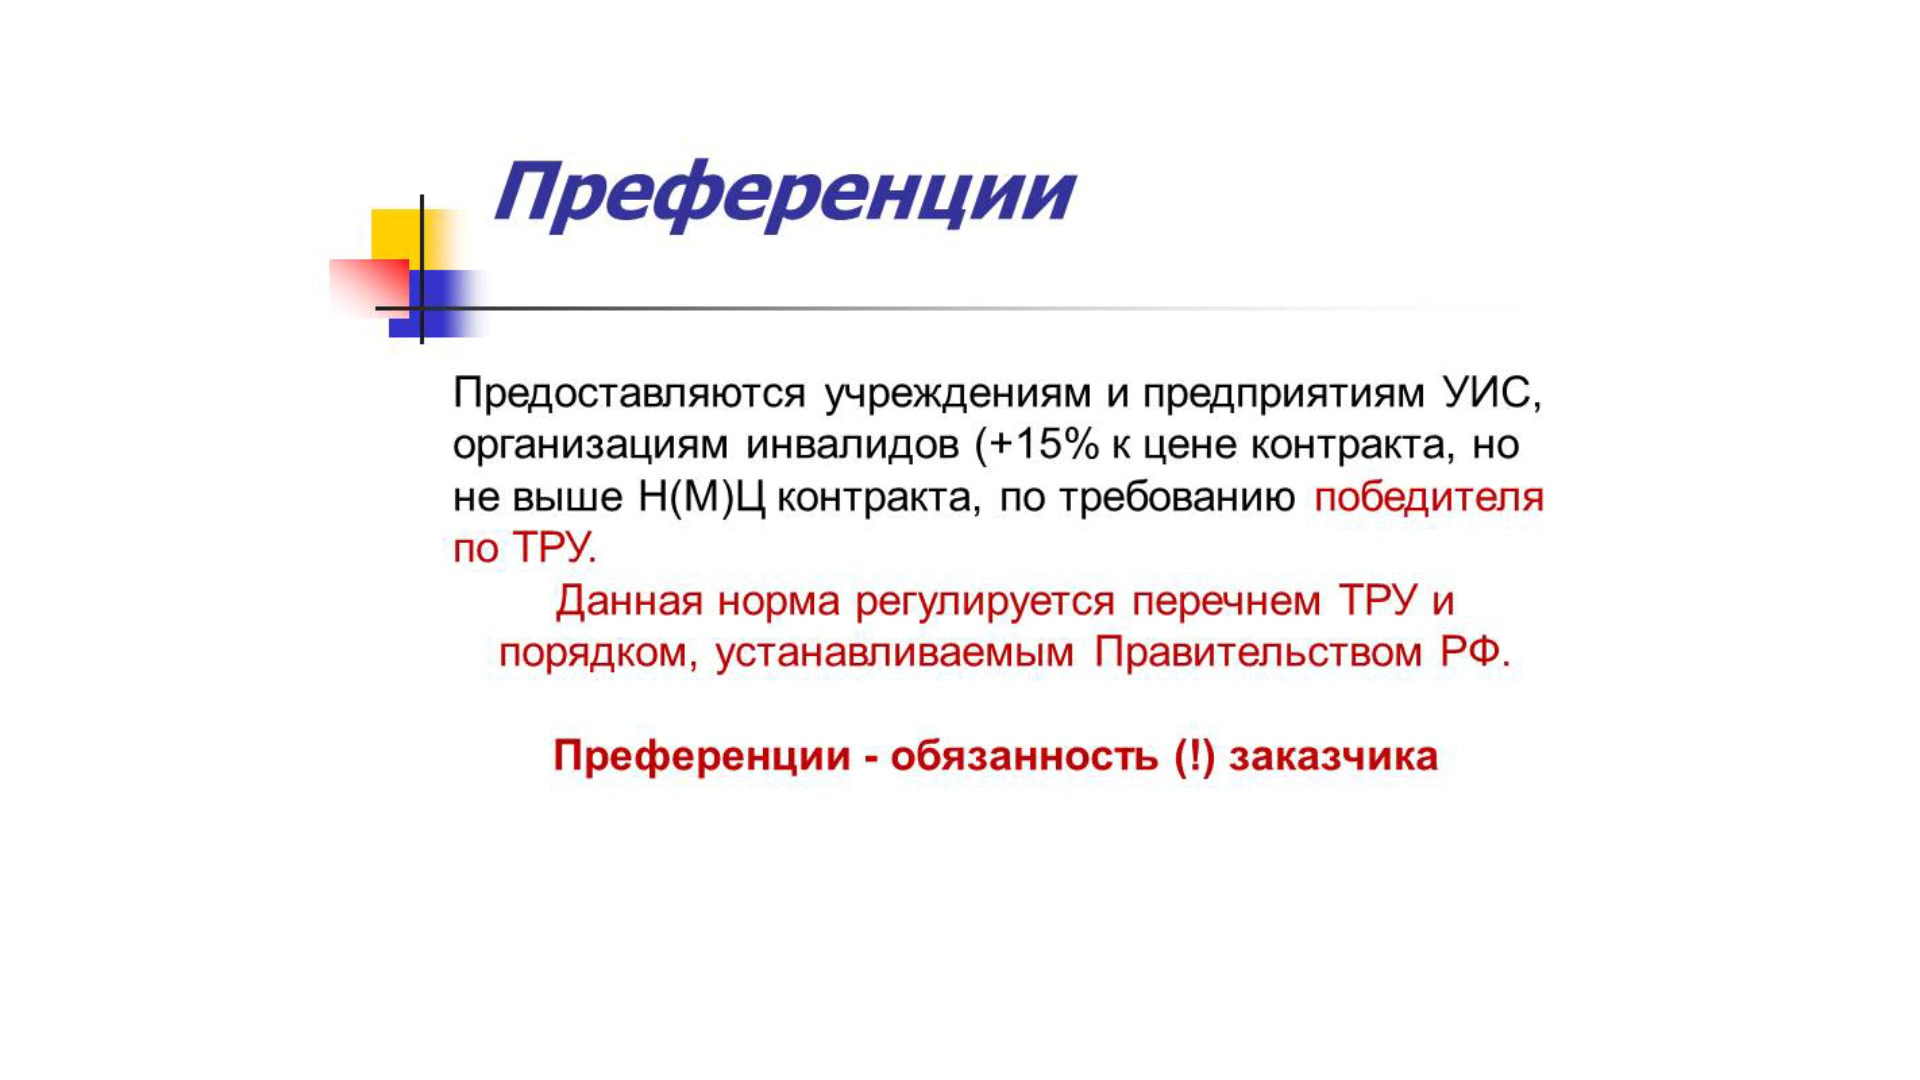 Преференции
Предоставляются учреждениям и предприятиям УИС,
организациям инвалидов (+15% к цене контракта, но
не выше Н(М)Ц контракта, по требованию победителя
по ТРУ.
Данная норма регулируется перечнем ТРУ и
порядком, устанавливаемым Правительством РФ.
Преференции - обязанность (!) заказчика